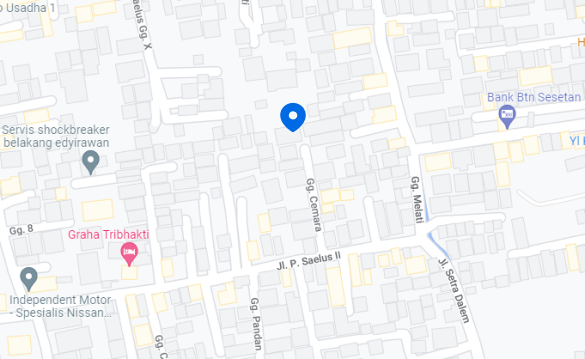 o Usadha 1
Saelus Gg. X
Bank Btn Sesetan
Servis shockbreaker
belakang edyirawan
Gg. Cemara
Gg. Melati
Gg. 8
Graha Tribhakti
Jl. P. Saelus II
Jl. Setra Dalem
Independent Motor
- Spesialis Nissan...
Gg. Pandan
Gg. C